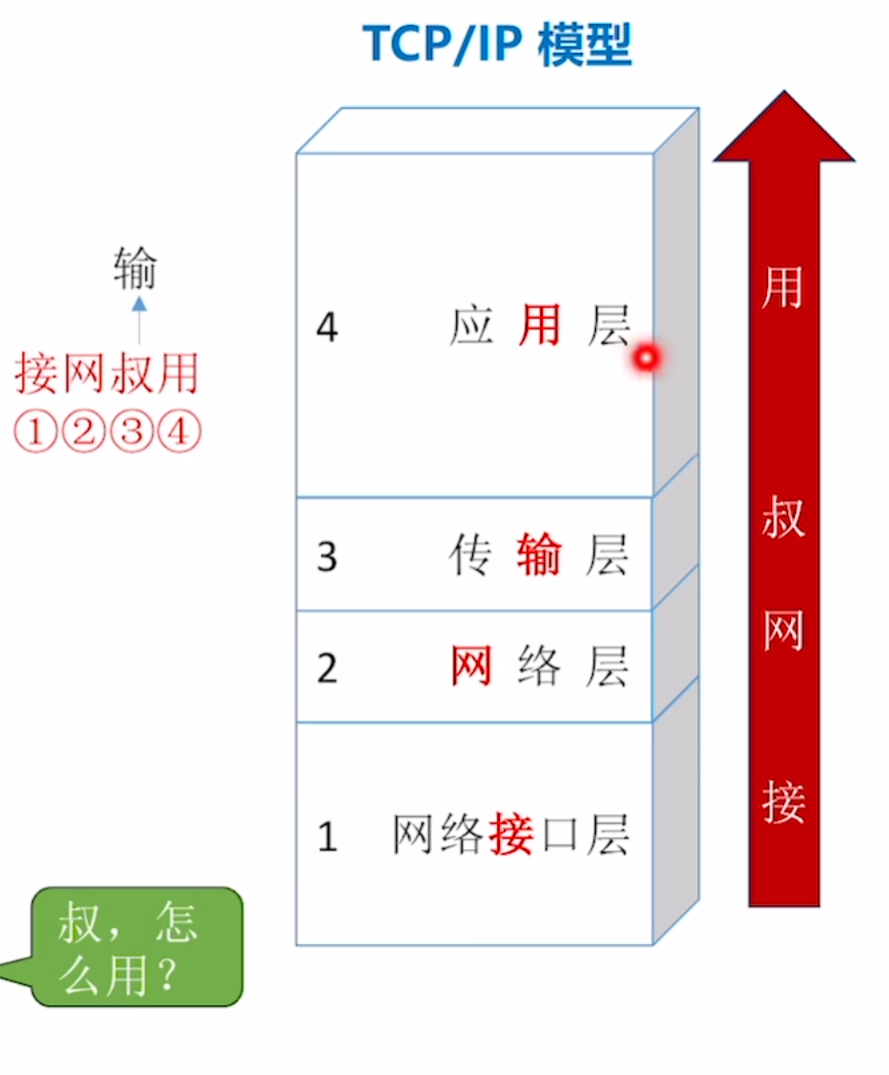 TCP/IP 模型
输
接网叔用
①②③④
4 应用层
3 传输层
2 网络层
1 网络接口层
用
叔
网
接
叔，怎
么用？